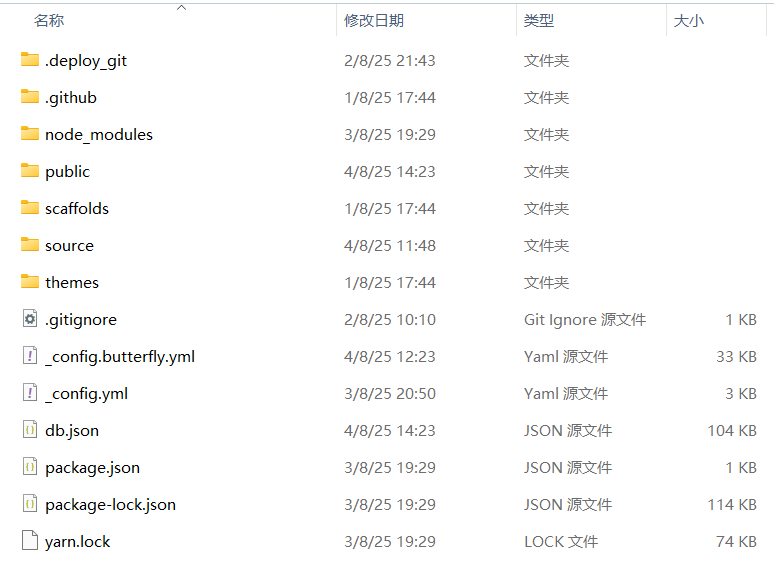 名称 修改日期 类型 大小
.deploy_git 2/8/25 21:43 文件夹
.github 1/8/25 17:44 文件夹
node_modules 3/8/25 19:29 文件夹
public 4/8/25 14:23 文件夹
scaffolds 1/8/25 17:44 文件夹
source 4/8/25 11:48 文件夹
themes 1/8/25 17:44 文件夹
.gitignore 2/8/25 10:10 Git Ignore 源文件 1 KB
_config.butterfly.yml 4/8/25 12:23 Yaml 源文件 33 KB
_config.yml 3/8/25 20:50 Yaml 源文件 3 KB
db.json 4/8/25 14:23 JSON 源文件 104 KB
package.json 3/8/25 19:29 JSON 源文件 1 KB
package-lock.json 3/8/25 19:29 JSON 源文件 114 KB
yarn.lock 3/8/25 19:29 LOCK 文件 74 KB